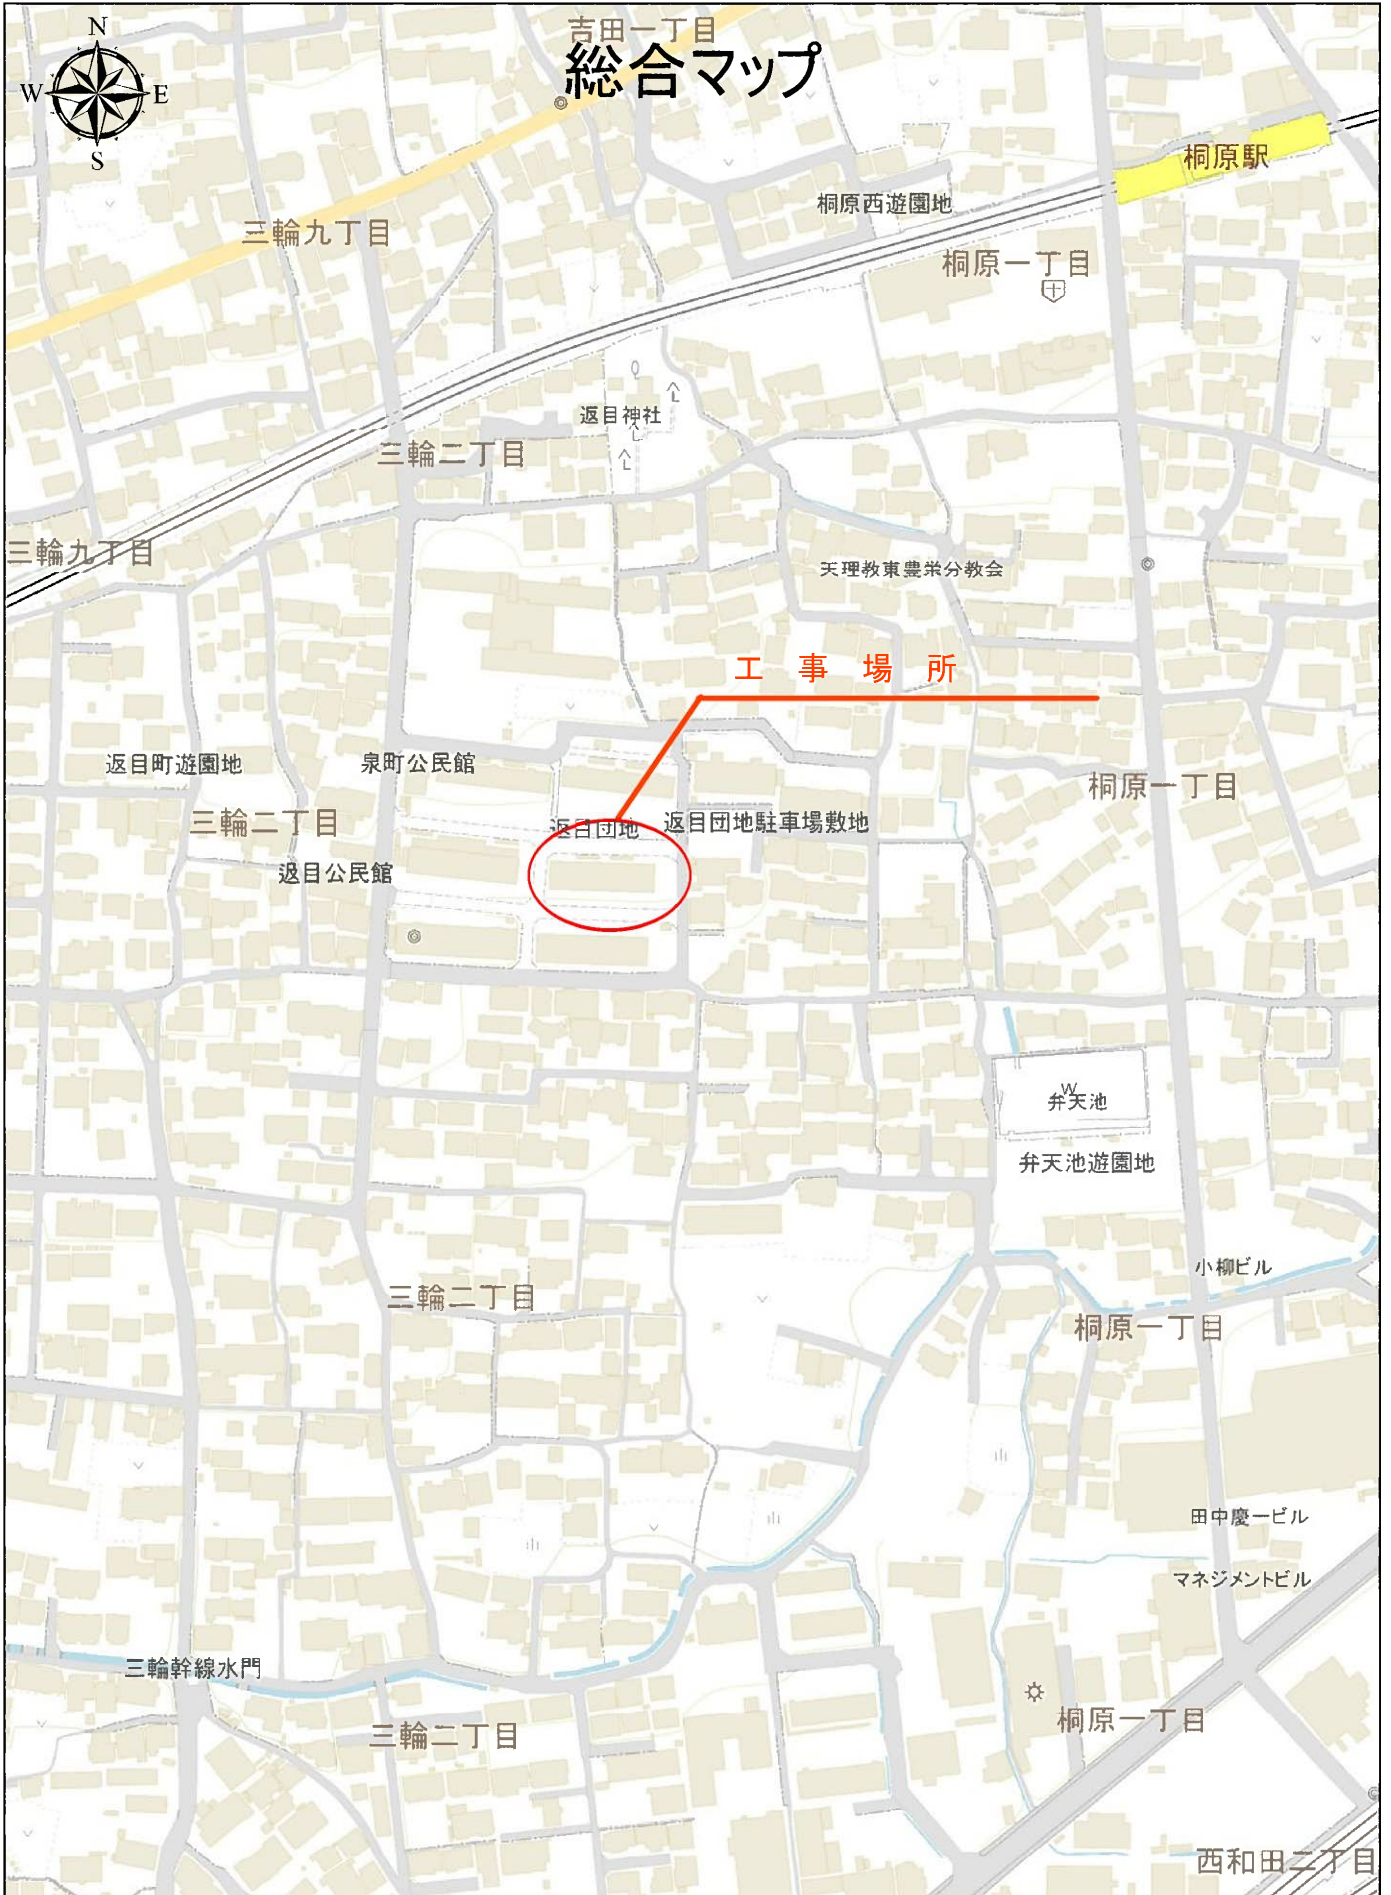 N
吉田一丁目
総合マップ
W
E
S
桐原駅
桐原西遊園地
三輪九丁目
桐原一丁目
返目神社
三輪二丁目
三輪九丁目
天理教東豊栄分教会
工事場所
返目町遊園地
泉町公民館
桐原一丁目
三輪二丁目
返目団地
返目団地駐車場敷地
返目公民館
W
弁天池
弁天池遊園地
小柳ビル
三輪二丁目
桐原一丁目
田中慶一ビル
マネジメントビル
三輪幹線水門
桐原一丁目
三輪二丁目
西和田二丁目